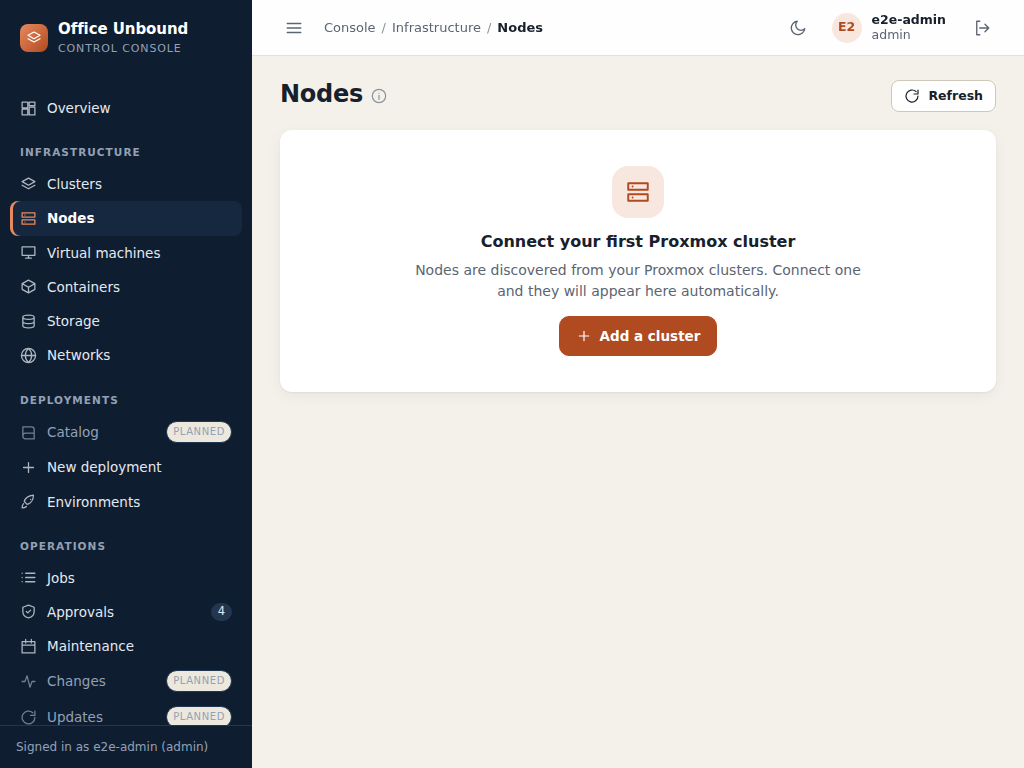 Office Unbound
CONTROL CONSOLE
Overview
INFRASTRUCTURE
Clusters
Nodes
Virtual machines
Containers
Storage
Networks
DEPLOYMENTS
Catalog PLANNED
New deployment
Environments
OPERATIONS
Jobs
Approvals 4
Maintenance
Changes PLANNED
Updates PLANNED
Signed in as e2e-admin (admin)
Console / Infrastructure / Nodes
E2 e2e-admin
admin
Nodes
Refresh
Connect your first Proxmox cluster
Nodes are discovered from your Proxmox clusters. Connect one
and they will appear here automatically.
Add a cluster